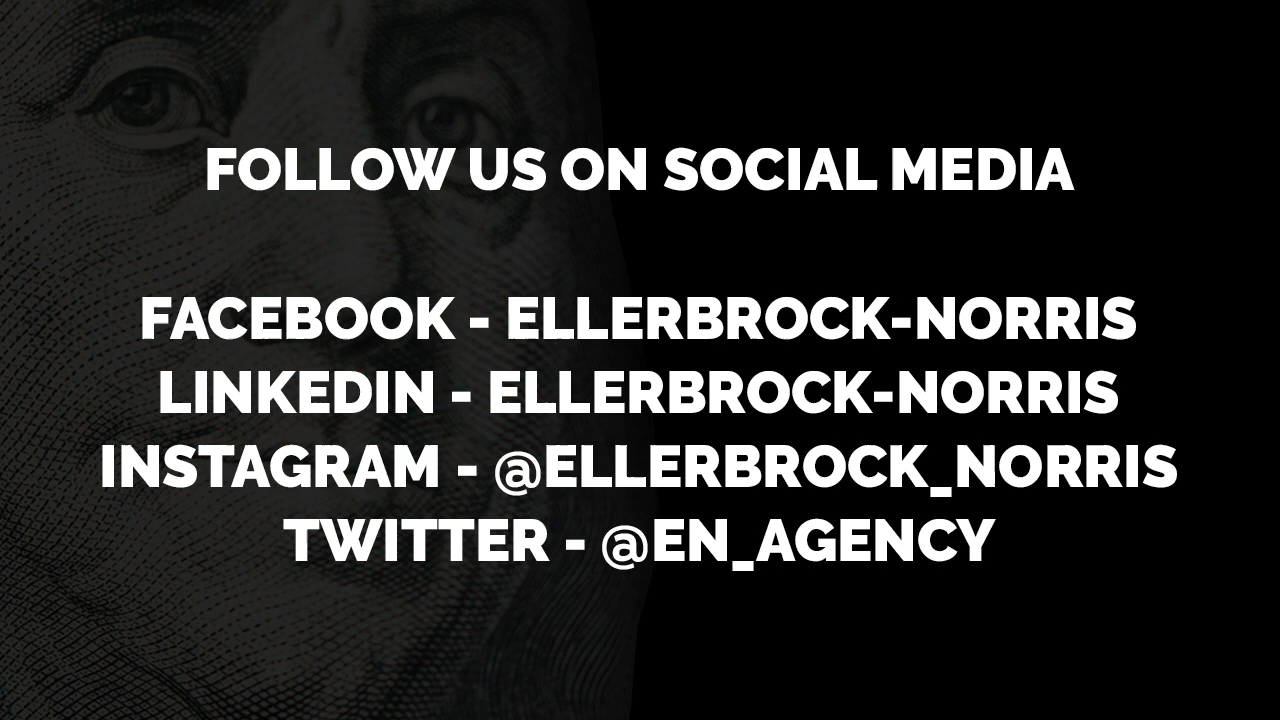 FOLLOW US ON SOCIAL MEDIA
FACEBOOK - ELLERBROCK-NORRIS
LINKEDIN - ELLERBROCK-NORRIS
INSTAGRAM - @ELLERBROCK_NORRIS
TWITTER - @EN_AGENCY